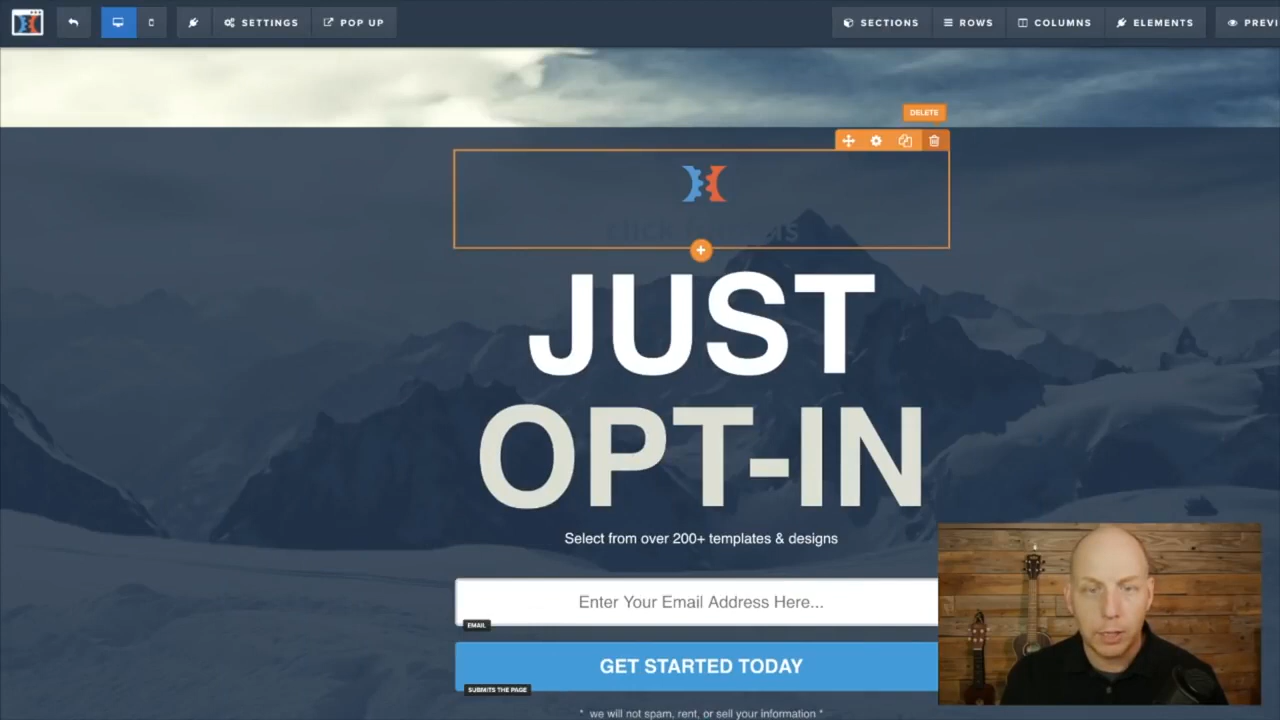 SETTINGS
POP UP
SECTIONS
ROWS
COLUMNS
ELEMENTS
PREVI
DELETE
JUST
OPT-IN
Select from over 200+ templates & designs
Enter Your Email Address Here...
EMAIL
GET STARTED TODAY
SUBMITS THE PAGE
* we will not spam, rent, or sell your information *